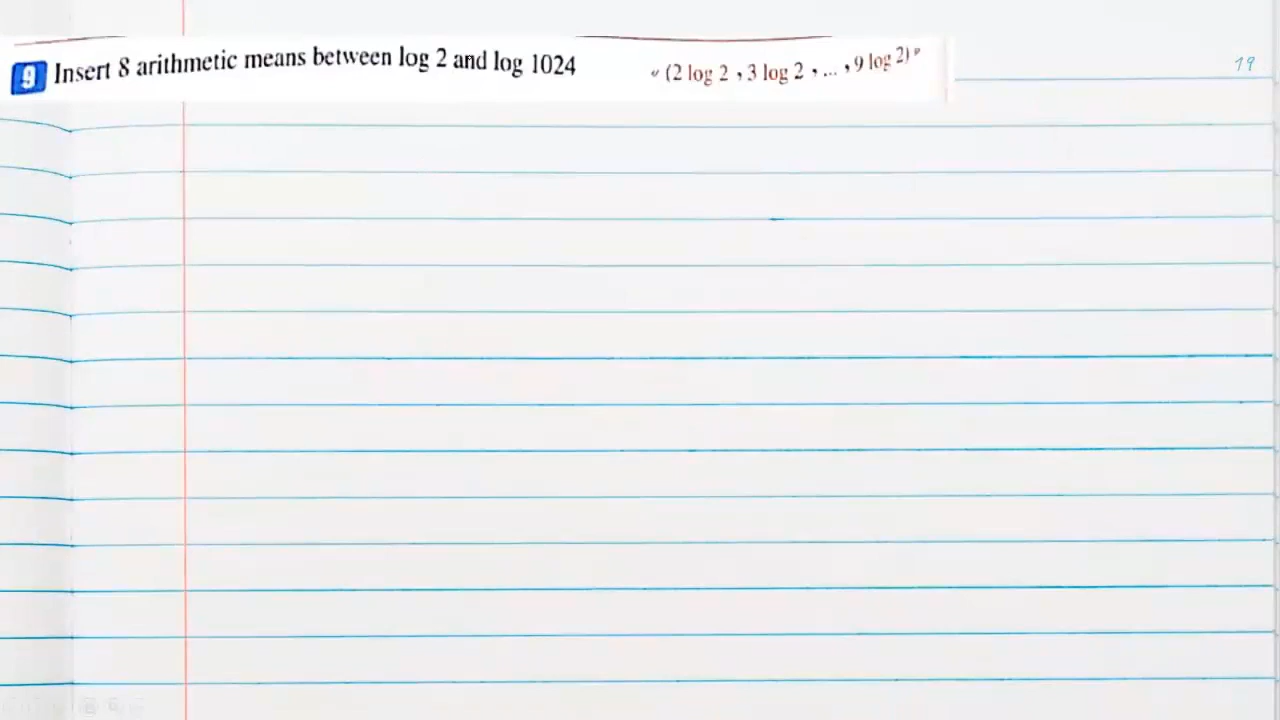 9 Insert 8 arithmetic means between log 2 and log 1024 « (2 log 2 , 3 log 2 , ... , 9 log 2) »
19